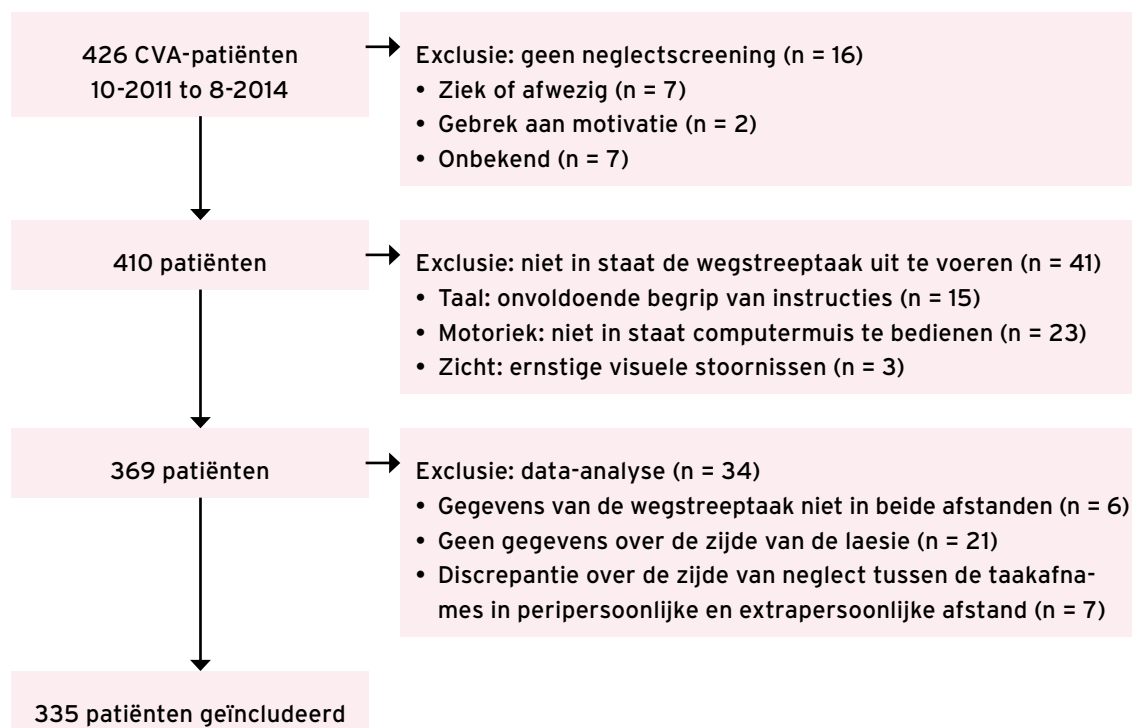 426 CVA-patiënten
10-2011 to 8-2014
Exclusie: geen neglectscreening (n = 16)
• Ziek of afwezig (n = 7)
• Gebrek aan motivatie (n = 2)
• Onbekend (n = 7)
410 patiënten
Exclusie: niet in staat de wegstreeptaak uit te voeren (n = 41)
• Taal: onvoldoende begrip van instructies (n = 15)
• Motoriek: niet in staat computermuis te bedienen (n = 23)
• Zicht: ernstige visuele stoornissen (n = 3)
369 patiënten
Exclusie: data-analyse (n = 34)
• Gegevens van de wegstreeptaak niet in beide afstanden (n = 6)
• Geen gegevens over de zijde van de laesie (n = 21)
• Discrepantie over de zijde van neglect tussen de taakafna-
mes in peripersoonlijke en extrapersoonlijke afstand (n = 7)
335 patiënten geïncludeerd